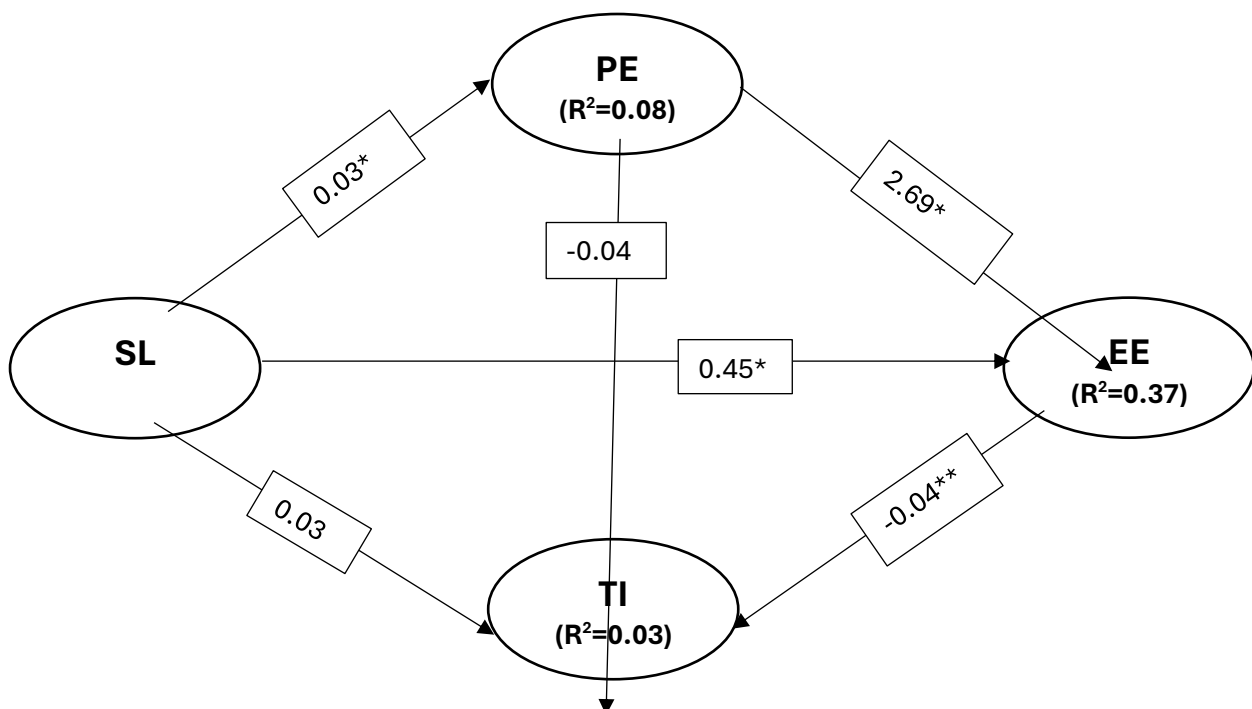 PE
(R²=0.08)
0.03*
2.69*
-0.04
SL
0.45*
EE
(R²=0.37)
0.03
-0.04**
TI
(R²=0.03)